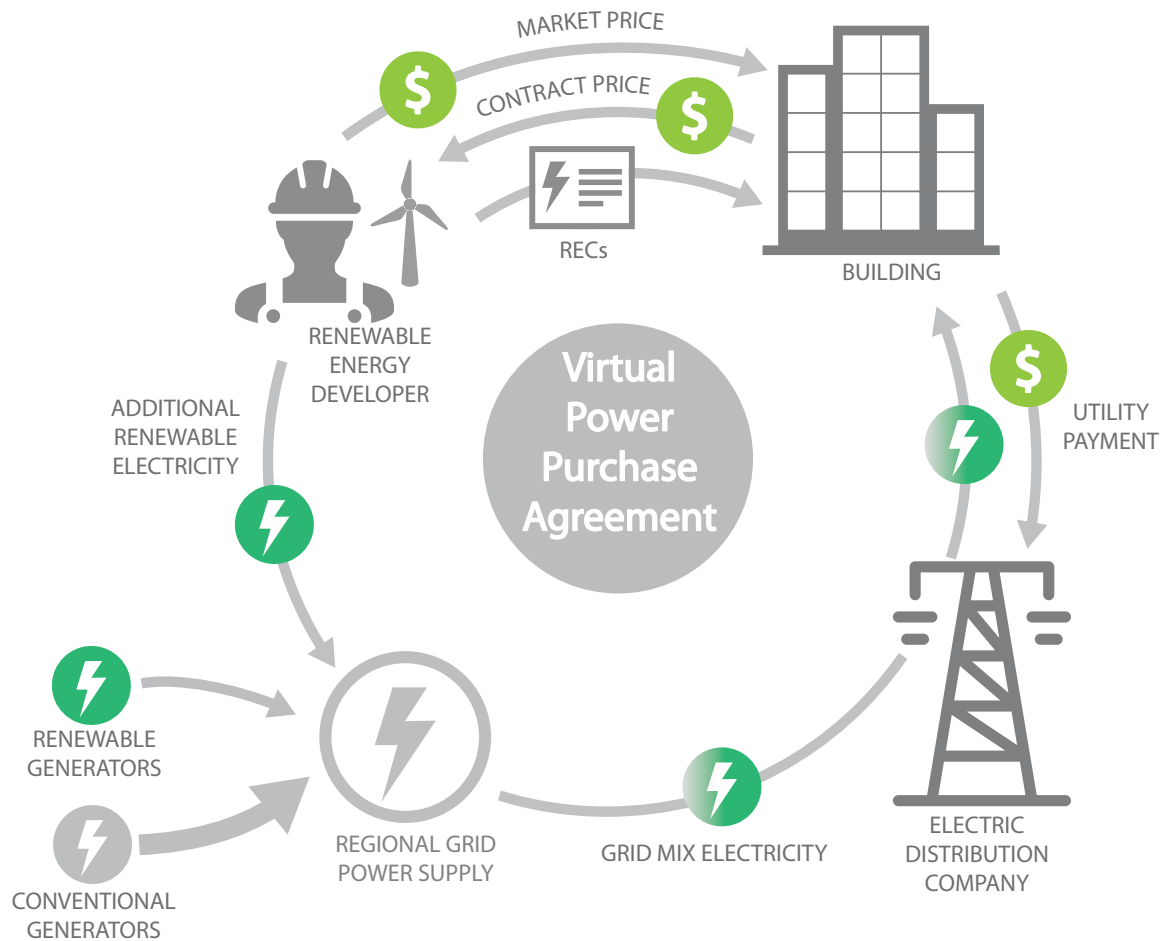 MARKET PRICE
$
CONTRACT PRICE
$
RECs
BUILDING
RENEWABLE
ENERGY
DEVELOPER
Virtual
Power
Purchase
Agreement
$
UTILITY
PAYMENT
ADDITIONAL
RENEWABLE
ELECTRICITY
RENEWABLE
GENERATORS
CONVENTIONAL
GENERATORS
REGIONAL GRID
POWER SUPPLY
GRID MIX ELECTRICITY
ELECTRIC
DISTRIBUTION
COMPANY